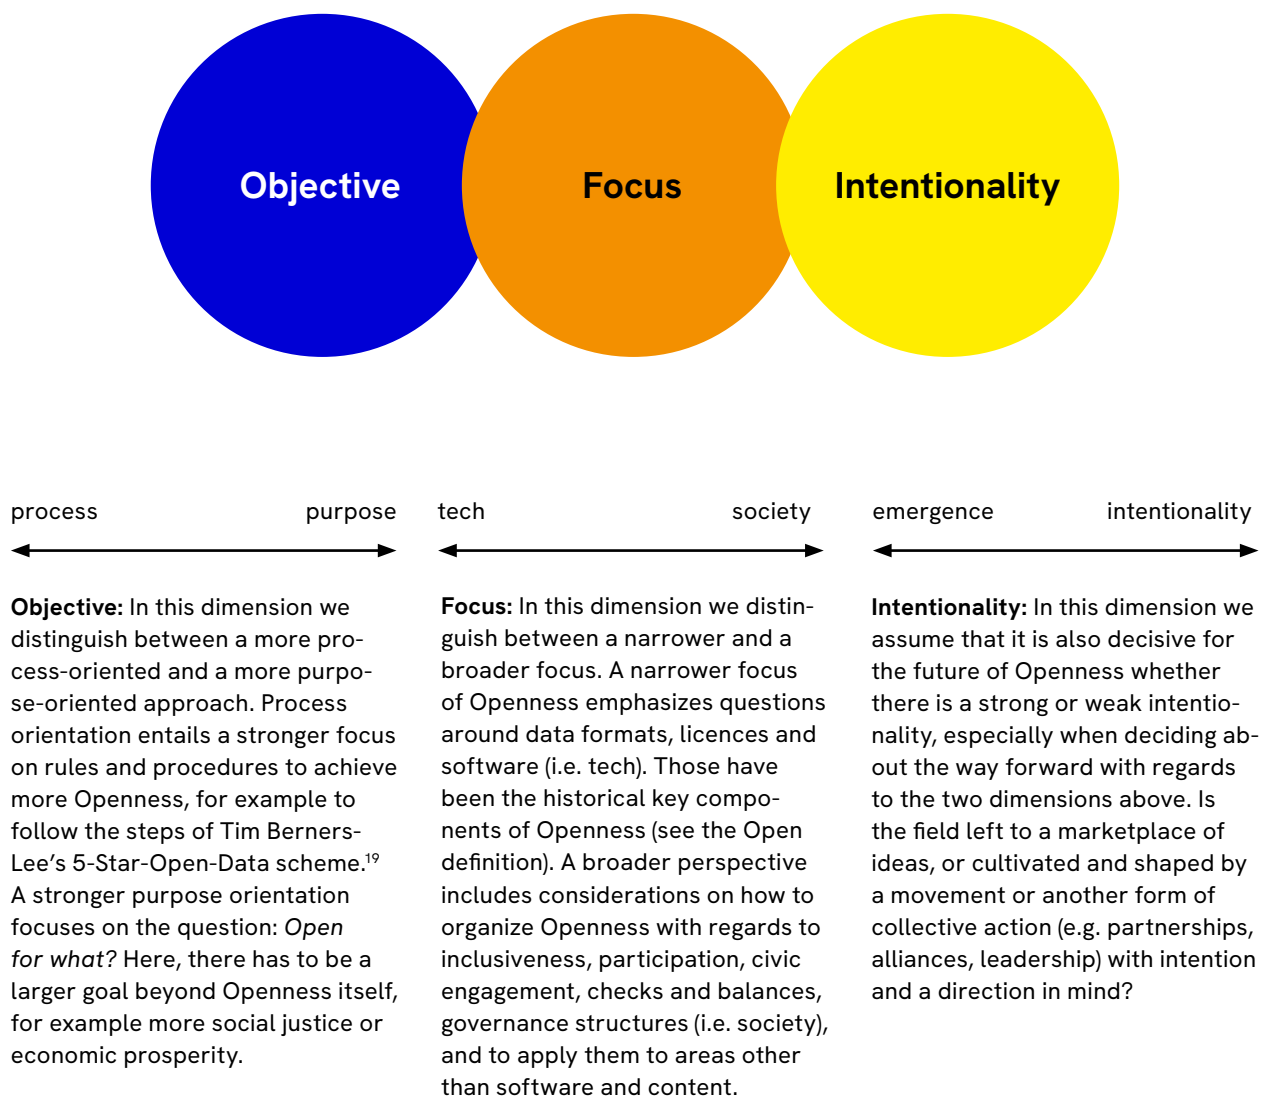 Objective
Focus
Intentionality
process purpose
tech society
emergence intentionality
Objective: In this dimension we
distinguish between a more pro-
cess-oriented and a more purpo-
se-oriented approach. Process
orientation entails a stronger focus
on rules and procedures to achieve
more Openness, for example to
follow the steps of Tim Berners-
Lee’s 5-Star-Open-Data scheme.¹⁹
A stronger purpose orientation
focuses on the question: Open
for what? Here, there has to be a
larger goal beyond Openness itself,
for example more social justice or
economic prosperity.
Focus: In this dimension we distin-
guish between a narrower and a
broader focus. A narrower focus
of Openness emphasizes questions
around data formats, licences and
software (i.e. tech). Those have
been the historical key compo-
nents of Openness (see the Open
definition). A broader perspective
includes considerations on how to
organize Openness with regards to
inclusiveness, participation, civic
engagement, checks and balances,
governance structures (i.e. society),
and to apply them to areas other
than software and content.
Intentionality: In this dimension we
assume that it is also decisive for
the future of Openness whether
there is a strong or weak intentio-
nality, especially when deciding ab-
out the way forward with regards
to the two dimensions above. Is
the field left to a marketplace of
ideas, or cultivated and shaped by
a movement or another form of
collective action (e.g. partnerships,
alliances, leadership) with intention
and a direction in mind?